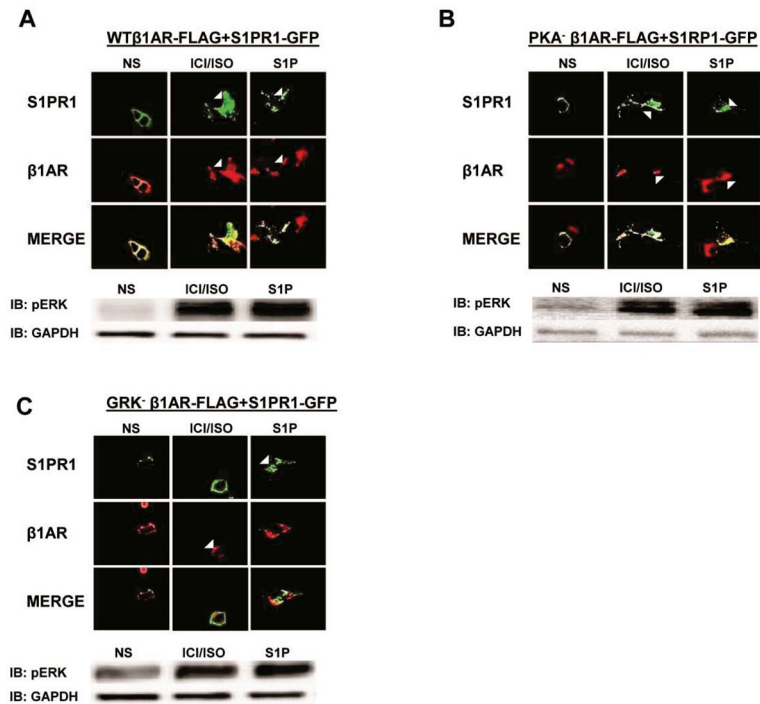 A
WTβ1AR-FLAG+S1PR1-GFP
NS ICI/ISO S1P
S1PR1
β1AR
MERGE
NS ICI/ISO S1P
IB: pERK
IB: GAPDH
B
PKA- β1AR-FLAG+S1RP1-GFP
NS ICI/ISO S1P
S1PR1
β1AR
MERGE
NS ICI/ISO S1P
IB: pERK
IB: GAPDH
C
GRK- β1AR-FLAG+S1PR1-GFP
NS ICI/ISO S1P
S1PR1
β1AR
MERGE
NS ICI/ISO S1P
IB: pERK
IB: GAPDH